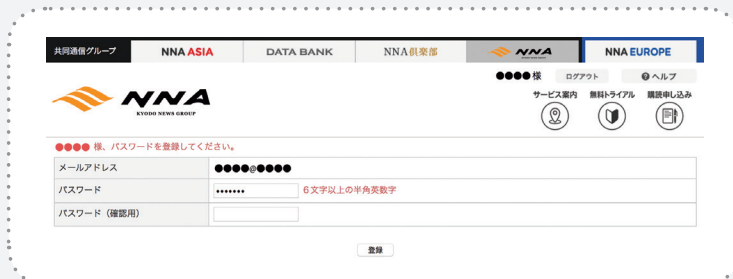 共同通信グループ
NNA ASIA
DATA BANK
NNA倶楽部
NNA
NNA EUROPE
●●●● 様
ログアウト
ヘルプ
NNA
KYODO NEWS GROUP
サービス案内
無料トライアル
購読申し込み
●●●● 様、パスワードを登録してください。
メールアドレス
●●●●@●●●●
パスワード
•••••••
6文字以上の半角英数字
パスワード（確認用）
登録